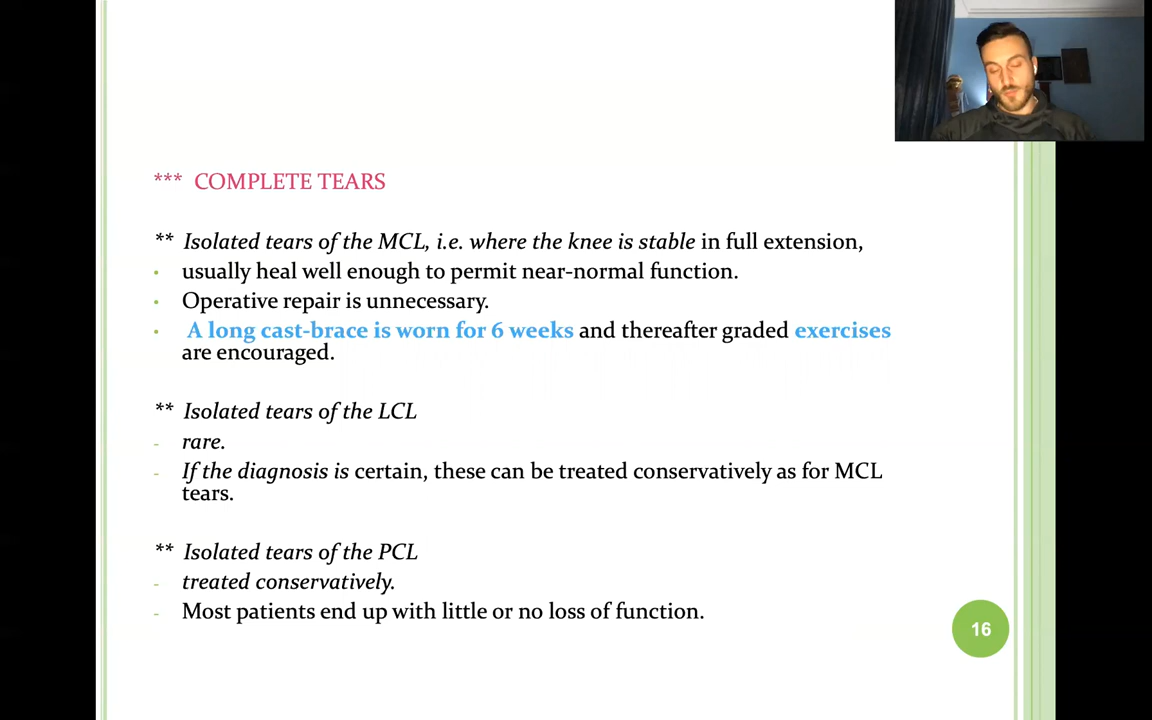 *** COMPLETE TEARS
** Isolated tears of the MCL, i.e. where the knee is stable in full extension,
• usually heal well enough to permit near-normal function.
• Operative repair is unnecessary.
• A long cast-brace is worn for 6 weeks and thereafter graded exercises
are encouraged.
** Isolated tears of the LCL
- rare.
- If the diagnosis is certain, these can be treated conservatively as for MCL
tears.
** Isolated tears of the PCL
- treated conservatively.
- Most patients end up with little or no loss of function.
16